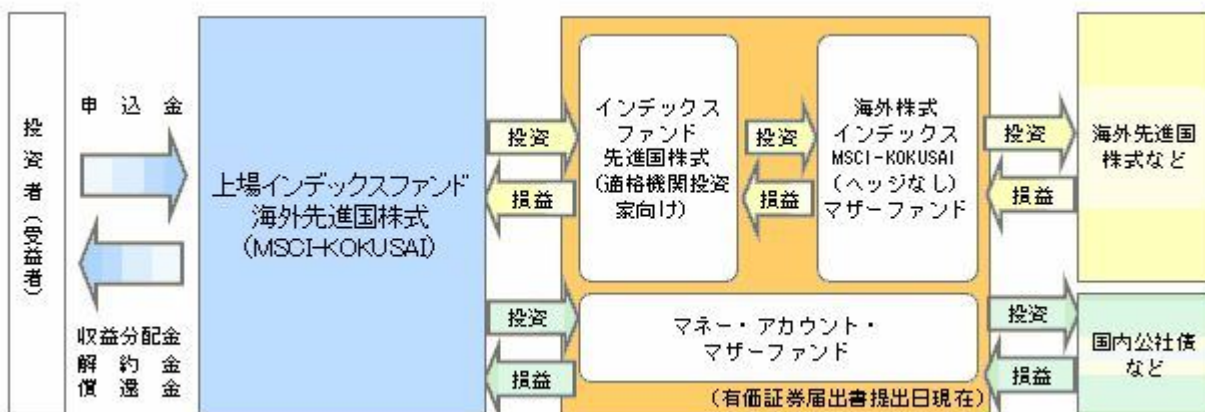 投資者(受益者)
申込金
収益分配金
解約金
償還金
上場インデックスファンド
海外先進国株式
(MSCI-KOKUSAI)
投資
損益
投資
損益
インデックス
ファンド
先進国株式
(適格機関投資
家向け)
投資
損益
海外株式
インデックス
MSCI-KOKUSAI
(ヘッジなし)
マザーファンド
マネー・アカウント・
マザーファンド
(有価証券届出書提出日現在)
投資
損益
投資
損益
海外先進国
株式など
国内公社債
など